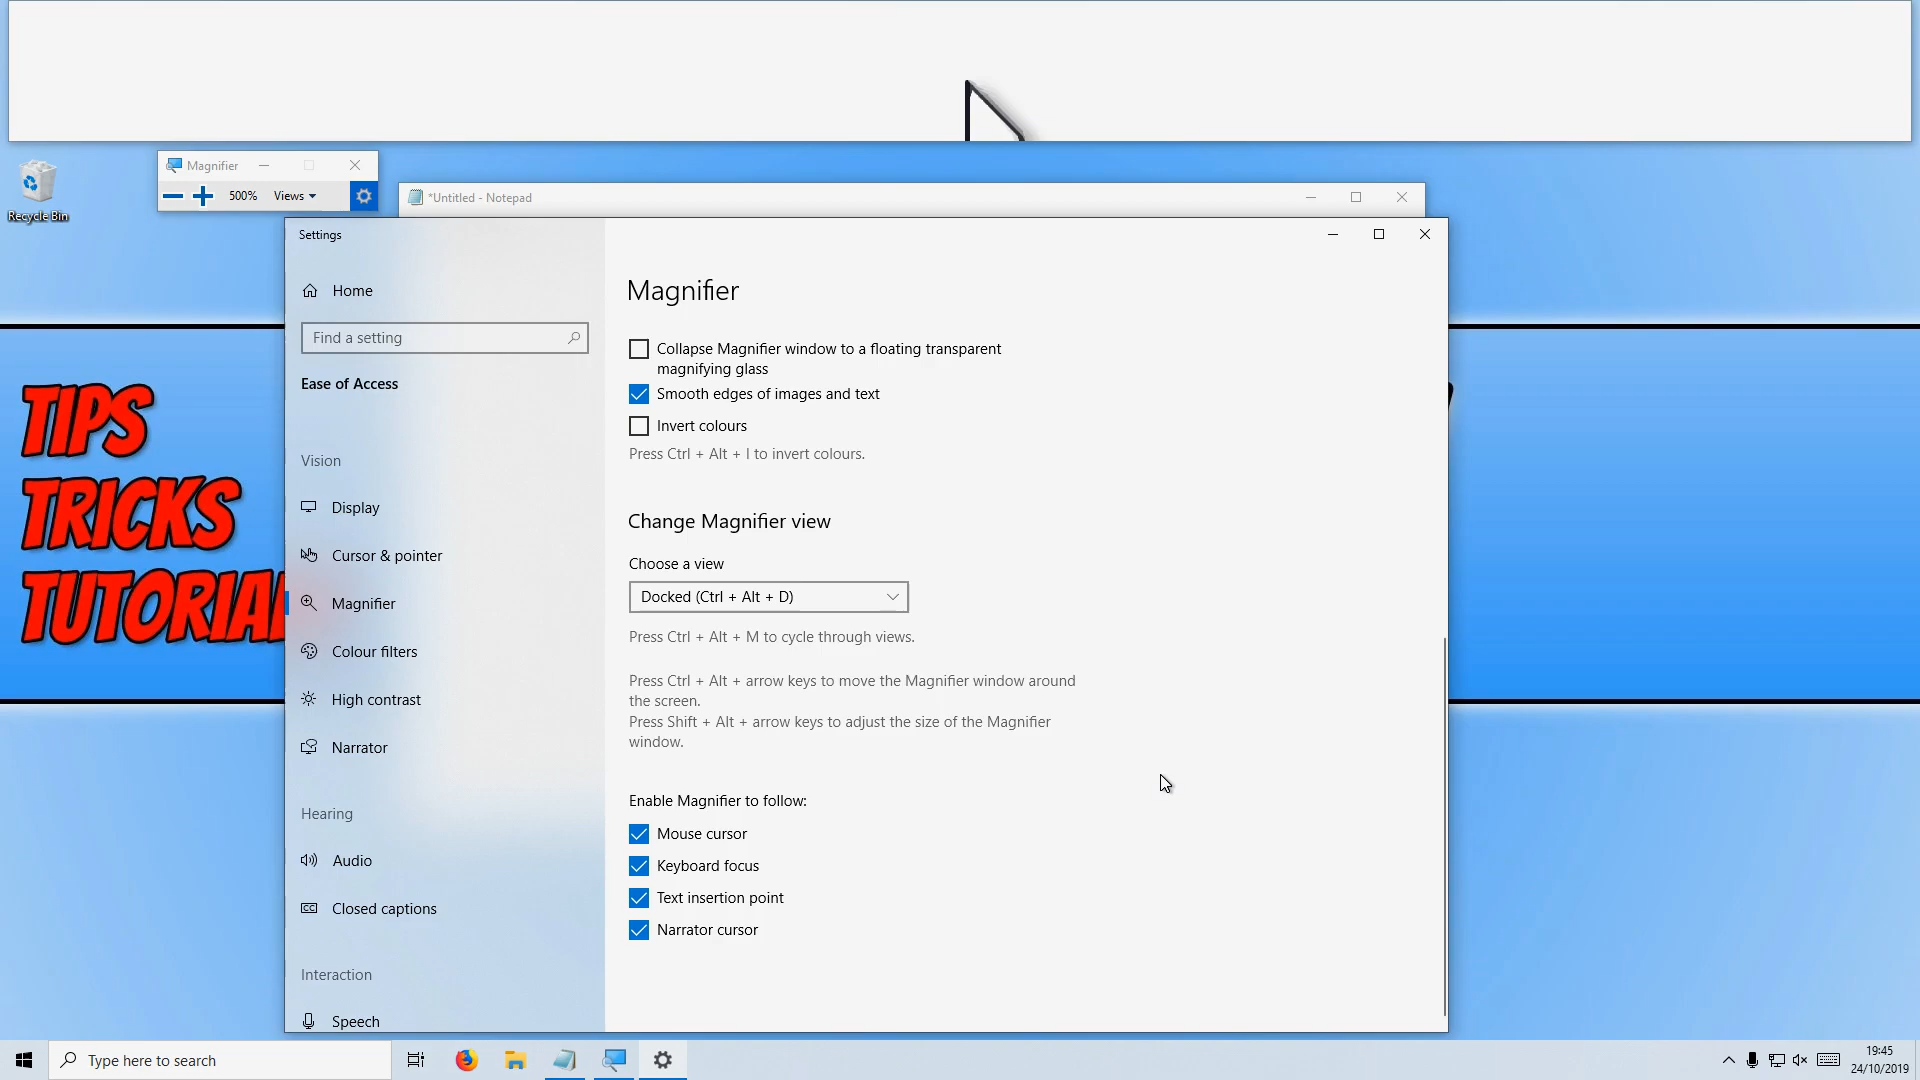 Recycle Bin
Magnifier
500%
Views
*Untitled - Notepad
Settings
Home
Find a setting
Ease of Access
Vision
Display
Cursor & pointer
Magnifier
Colour filters
High contrast
Narrator
Hearing
Audio
Closed captions
Interaction
Speech
Magnifier
Collapse Magnifier window to a floating transparent
magnifying glass
Smooth edges of images and text
Invert colours
Press Ctrl + Alt + I to invert colours.
Change Magnifier view
Choose a view
Docked (Ctrl + Alt + D)
Press Ctrl + Alt + M to cycle through views.
Press Ctrl + Alt + arrow keys to move the Magnifier window around
the screen.
Press Shift + Alt + arrow keys to adjust the size of the Magnifier
window.
Enable Magnifier to follow:
Mouse cursor
Keyboard focus
Text insertion point
Narrator cursor
TIPS
TRICKS
TUTORIAL
Type here to search
19:45
24/10/2019